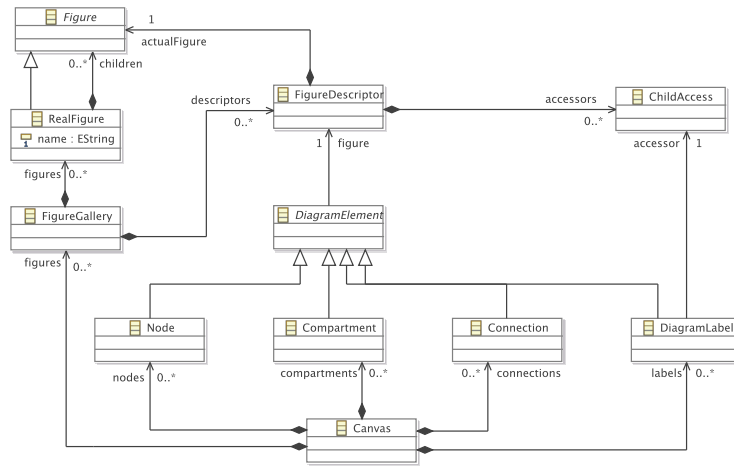 Figure
1
actualFigure
0..* children
FigureDescriptor
descriptors
0..*
accessors
0..*
ChildAccess
RealFigure
name : EString
1 figure
accessor 1
figures 0..*
FigureGallery
DiagramElement
figures 0..*
Node
Compartment
Connection
DiagramLabel
nodes 0..*
compartments 0..*
0..* connections
labels 0..*
Canvas